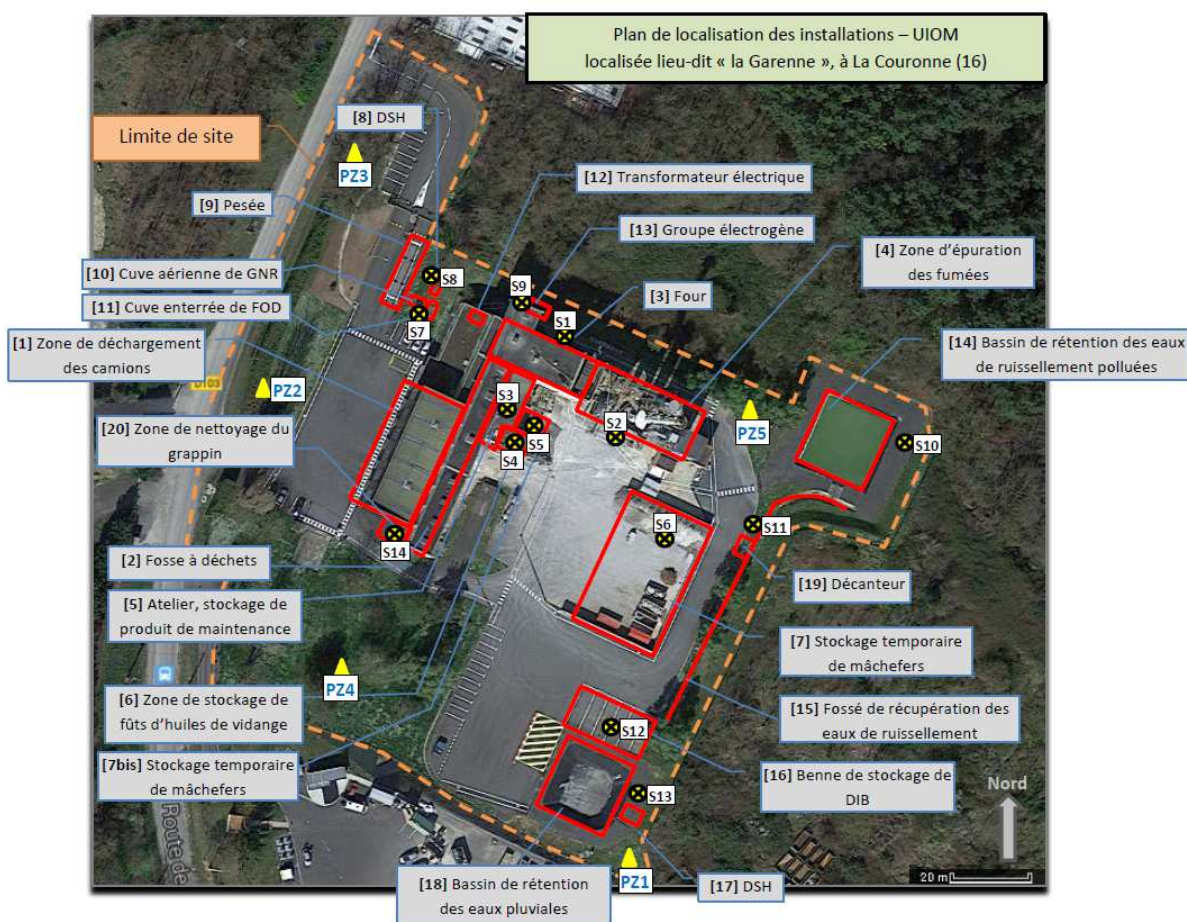 Plan de localisation des installations – UIOM
localisée lieu-dit « la Garenne », à La Couronne (16)
[8] DSH
Limite de site
PZ3
[12] Transformateur électrique
[9] Pesée
[13] Groupe électrogène
[4] Zone d'épuration
des fumées
[10] Cuve aérienne de GNR
S8
S9
[3] Four
[11] Cuve enterrée de FOD
S7
S1
[1] Zone de déchargement
des camions
[14] Bassin de rétention des eaux
de ruissellement polluées
D103
PZ2
S3
PZ5
[20] Zone de nettoyage du
grappin
S2
S5
S4
S10
S6
S11
S14
[2] Fosse à déchets
[19] Décanteur
[5] Atelier, stockage de
produit de maintenance
[7] Stockage temporaire
de mâchefers
PZ4
[6] Zone de stockage de
fûts d'huiles de vidange
[15] Fossé de récupération des
eaux de ruissellement
S12
[7bis] Stockage temporaire
de mâchefers
[16] Benne de stockage de
DIB
Nord
S13
Route de
20 m
[18] Bassin de rétention
des eaux pluviales
PZ1
[17] DSH